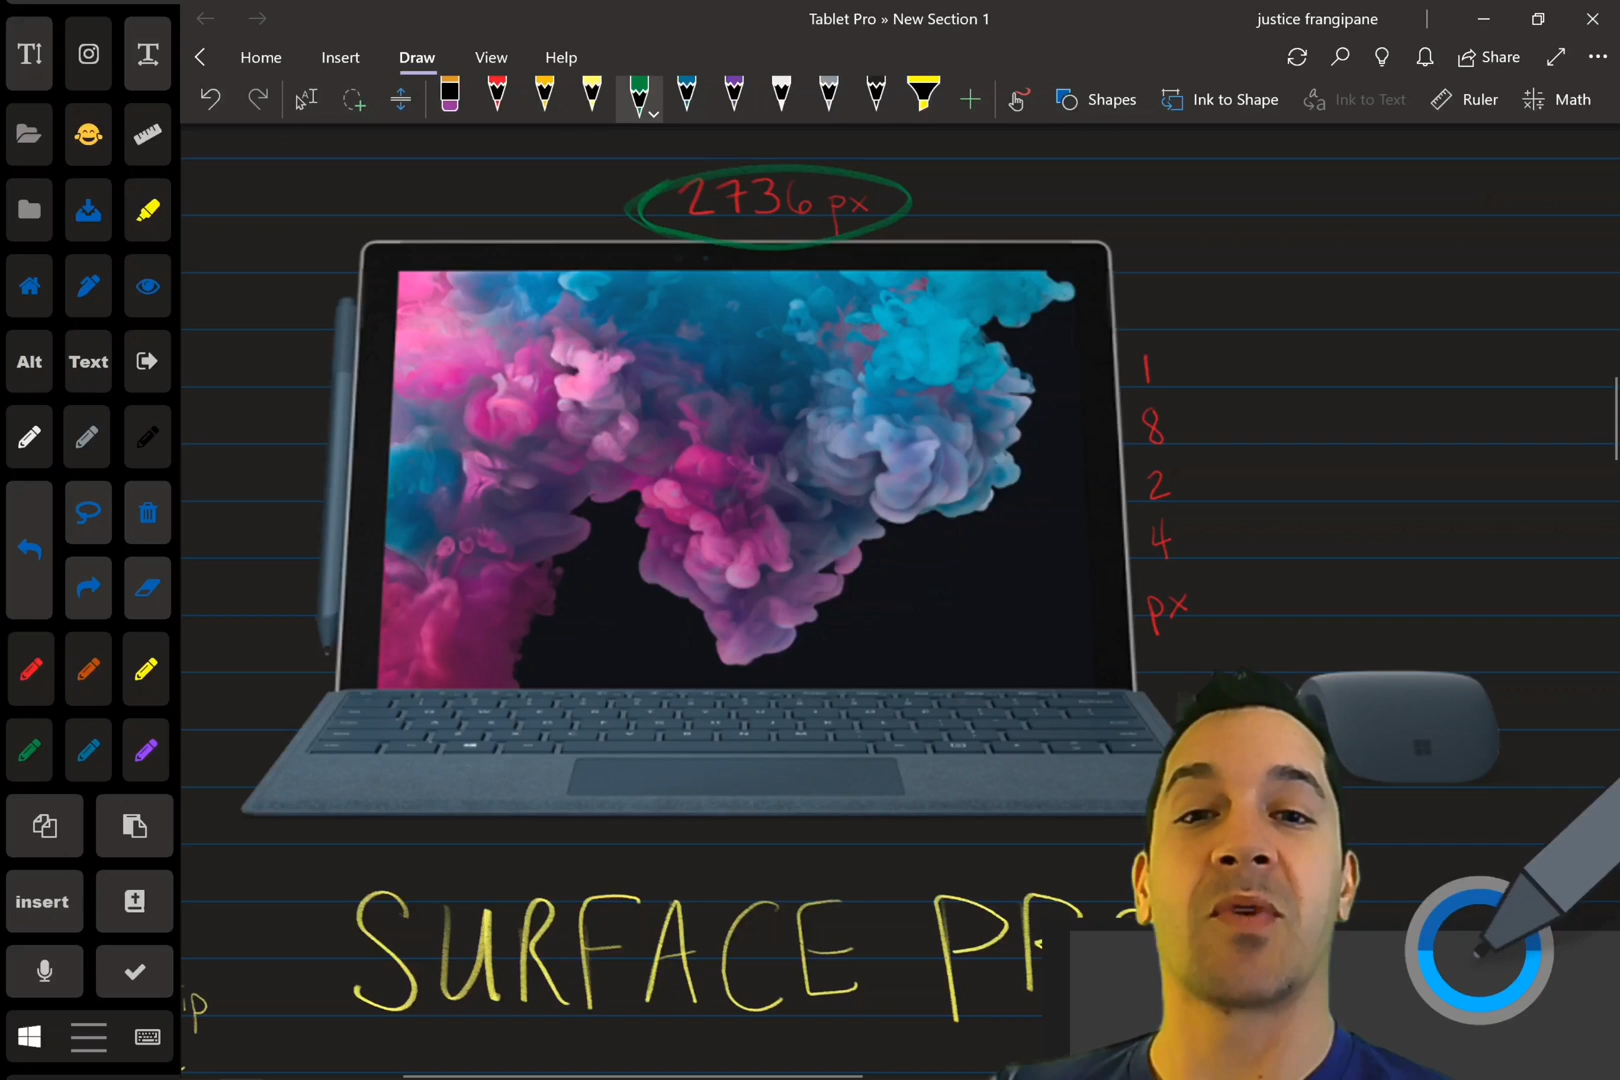 Tablet Pro » New Section 1
justice frangipane
Home
Insert
Draw
View
Help
Share
Shapes
Ink to Shape
Ink to Text
Ruler
Math
Alt
Text
insert
2736 px
1
8
2
4
px
SURFACE